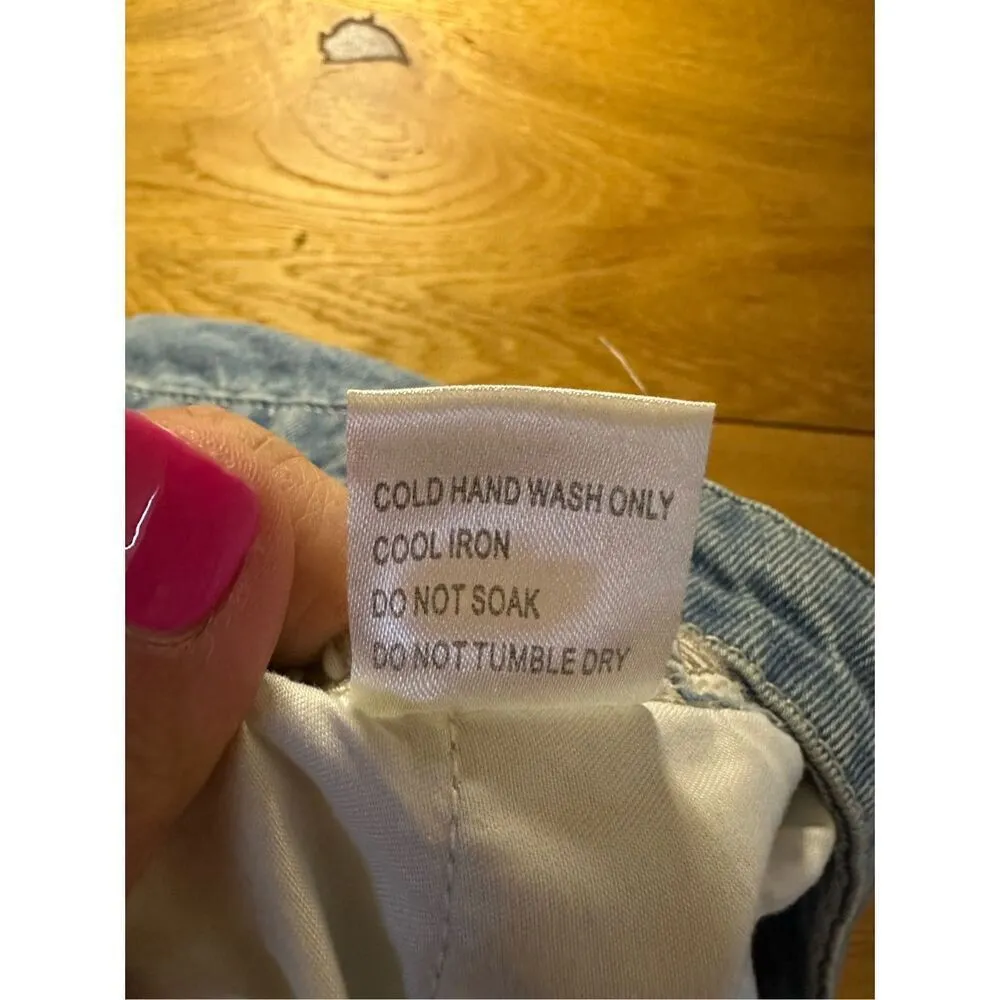 COLD HAND WASH ONLY
COOL IRON
DO NOT SOAK
DO NOT TUMBLE DRY